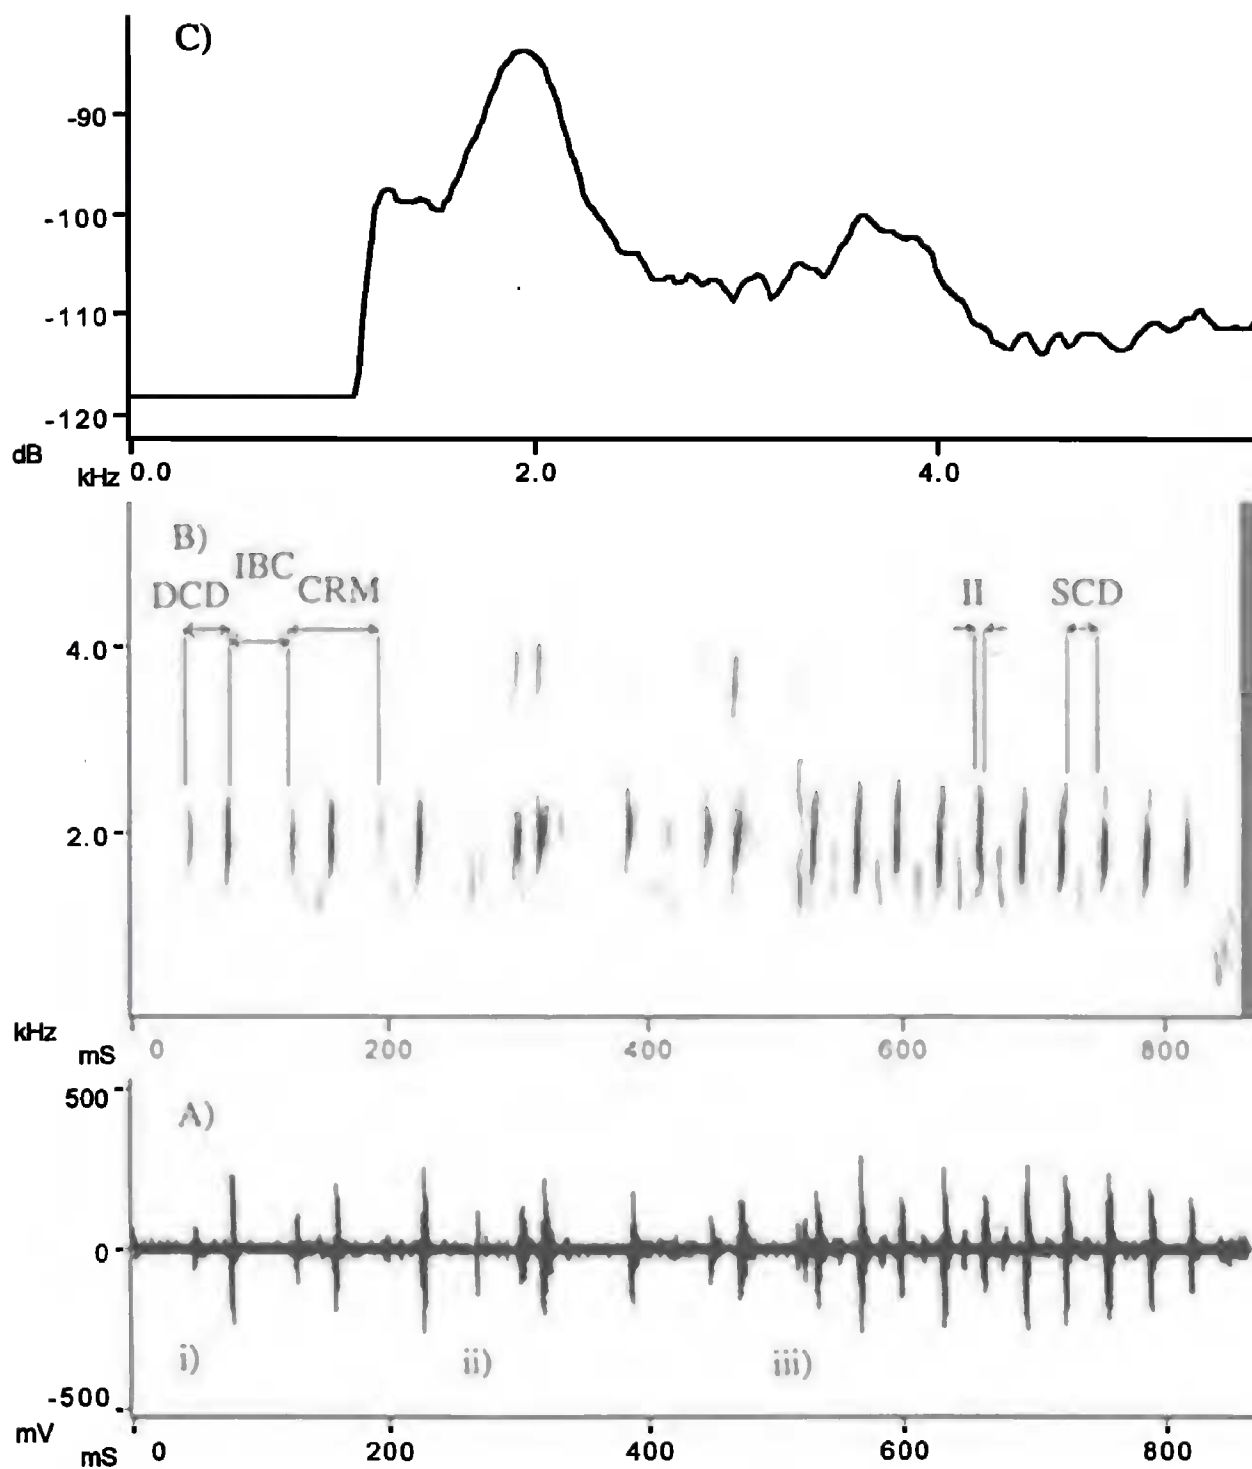 C)
-90
-100
-110
-120
dB
kHz 0.0 2.0 4.0
B)
IBC
DCD CRM II SCD
4.0
2.0
kHz
mS 0 200 400 600 800
500
A)
0
i) ii) iii)
-500
mV
mS 0 200 400 600 800